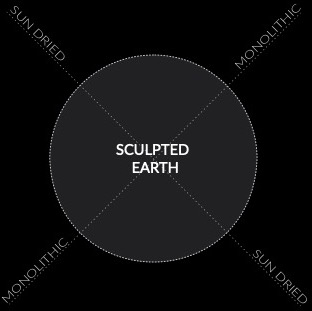 SUN DRIED
MONOLITHIC
SCULPTED
EARTH
MONOLITHIC
SUN DRIED